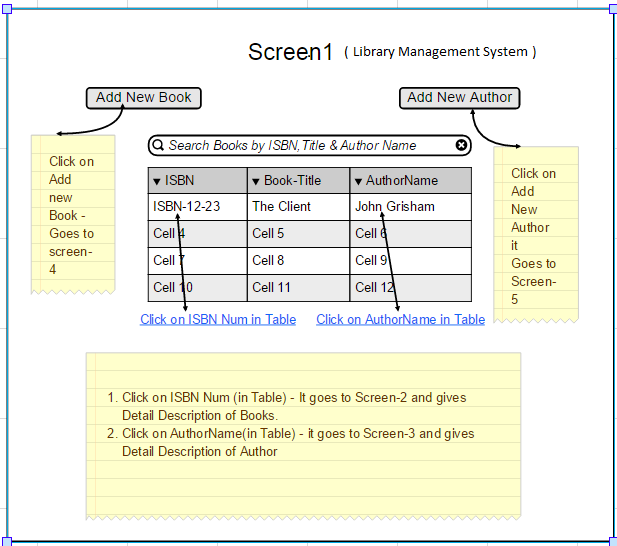 Screen1 ( Library Management System )
Add New Book
Add New Author
Search Books by ISBN,Title & Author Name
Click on
Add
new
Book -
Goes to
screen-
4
ISBN Book-Title AuthorName
ISBN-12-23 The Client John Grisham
Cell 4 Cell 5 Cell 6
Cell 7 Cell 8 Cell 9
Cell 10 Cell 11 Cell 12
Click on
Add
New
Author
it
Goes to
Screen-
5
Click on ISBN Num in Table
Click on AuthorName in Table
1. Click on ISBN Num (in Table) - It goes to Screen-2 and gives
Detail Description of Books.
2. Click on AuthorName(in Table) - it goes to Screen-3 and gives
Detail Description of Author